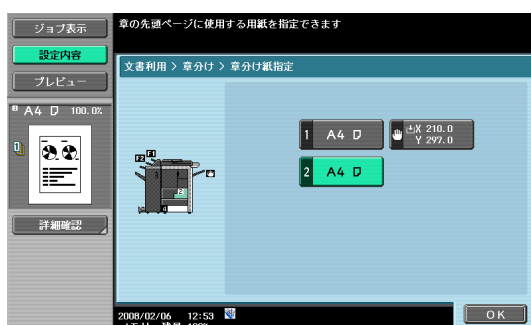 ジョブ表示
章の先頭ページに使用する用紙を指定できます
設定内容
文書利用 > 章分け > 章分け紙指定
プレビュー
A4 100.0%
1 A4
X 210.0
Y 297.0
2 A4
F2 F1
詳細確認
2008/02/06 12:53
OK